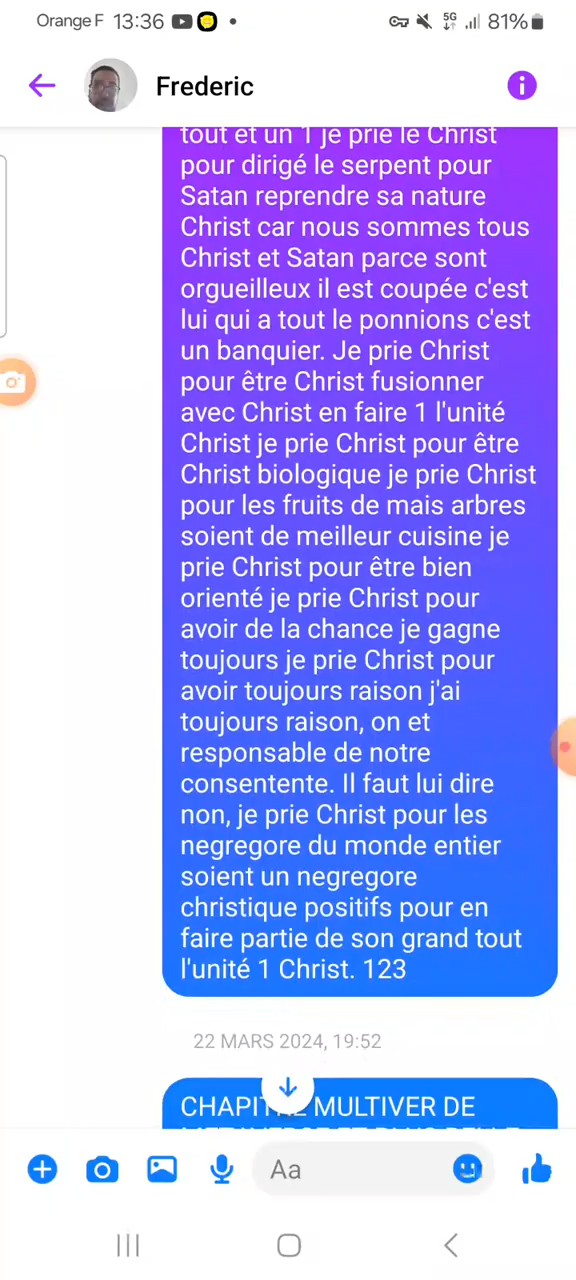 Orange F 13:36 5G 81%
Frederic
tout et un 1 je prie le Christ
pour dirigé le serpent pour
Satan reprendre sa nature
Christ car nous sommes tous
Christ et Satan parce sont
orgueilleux il est coupée c'est
lui qui a tout le ponnions c'est
un banquier. Je prie Christ
pour être Christ fusionner
avec Christ en faire 1 l'unité
Christ je prie Christ pour être
Christ biologique je prie Christ
pour les fruits de mais arbres
soient de meilleur cuisine je
prie Christ pour être bien
orienté je prie Christ pour
avoir de la chance je gagne
toujours je prie Christ pour
avoir toujours raison j'ai
toujours raison, on et
responsable de notre
consentente. Il faut lui dire
non, je prie Christ pour les
negregore du monde entier
soient un negregore
christique positifs pour en
faire partie de son grand tout
l'unité 1 Christ. 123
22 MARS 2024, 19:52
CHAPITRE MULTIVER DE
Aa